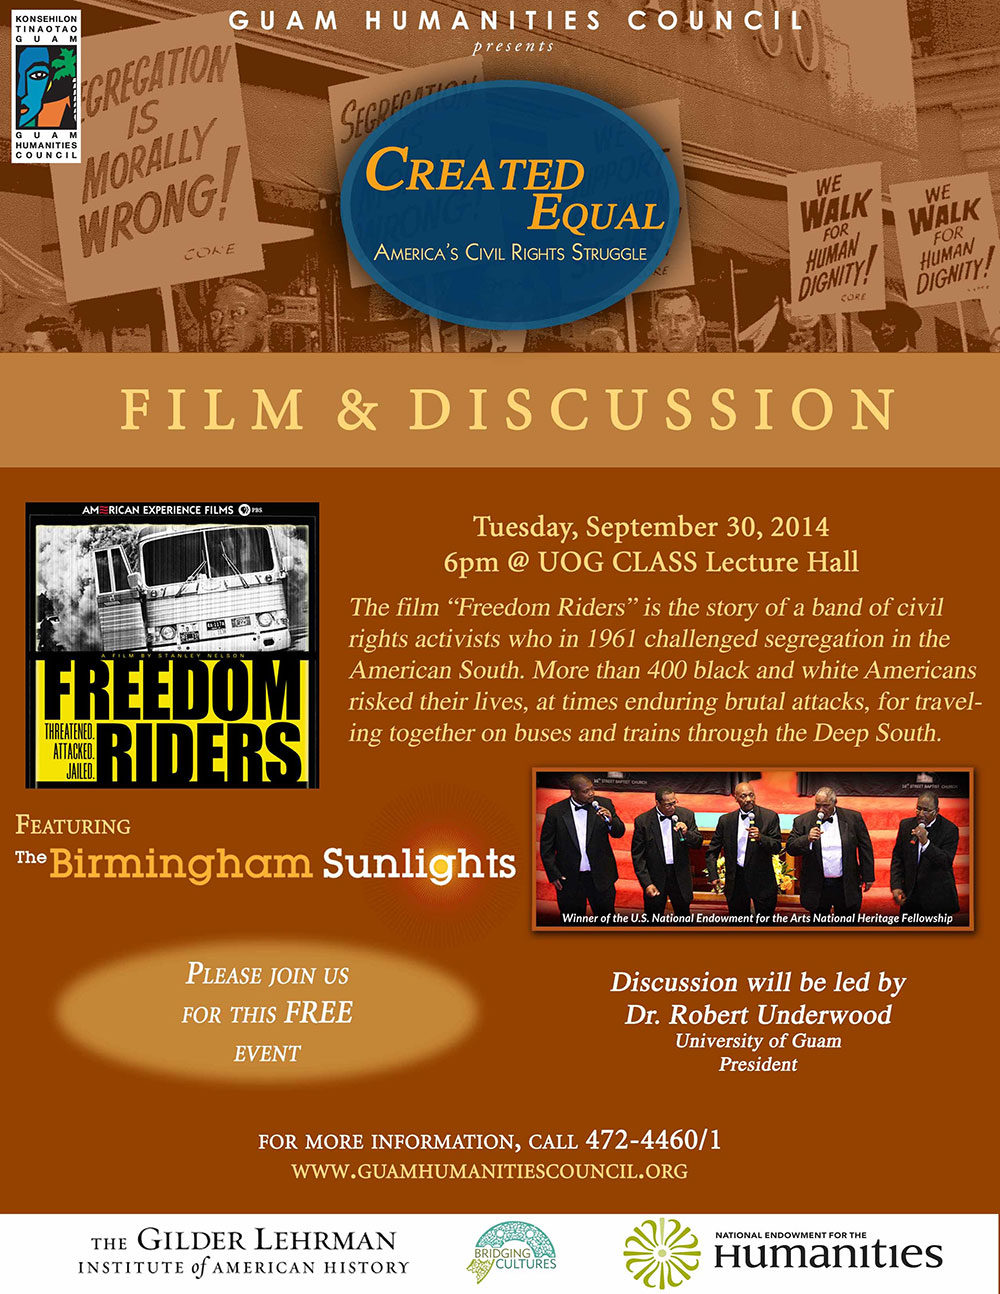 KONSEHILON
TINAOTAO
GUAM
GUAM
HUMANITIES
COUNCIL
GUAM HUMANITIES COUNCIL
presents
SEGREGATION
IS
MORALLY
WRONG!
CORE
SEGREGATION
WE
WALK
FOR
HUMAN
DIGNITY!
CORE
WE
WALK
FOR
HUMAN
DIGNITY!
CREATED
EQUAL
AMERICA'S CIVIL RIGHTS STRUGGLE
FILM & DISCUSSION
AMERICAN EXPERIENCE FILMS PBS
A FILM BY STANLEY NELSON
FREEDOM
RIDERS
THREATENED.
ATTACKED.
JAILED.
Tuesday, September 30, 2014
6pm @ UOG CLASS Lecture Hall
The film “Freedom Riders” is the story of a band of civil
rights activists who in 1961 challenged segregation in the
American South. More than 400 black and white Americans
risked their lives, at times enduring brutal attacks, for travel-
ing together on buses and trains through the Deep South.
FEATURING
The Birmingham Sunlights
STREET BAPTIST CHURCH
16TH STREET BAPTIST CHURCH
Winner of the U.S. National Endowment for the Arts National Heritage Fellowship
PLEASE JOIN US
FOR THIS FREE
EVENT
Discussion will be led by
Dr. Robert Underwood
University of Guam
President
FOR MORE INFORMATION, CALL 472-4460/1
WWW.GUAMHUMANITIESCOUNCIL.ORG
THE GILDER LEHRMAN
INSTITUTE of AMERICAN HISTORY
BRIDGING
CULTURES
NATIONAL ENDOWMENT FOR THE
Humanities